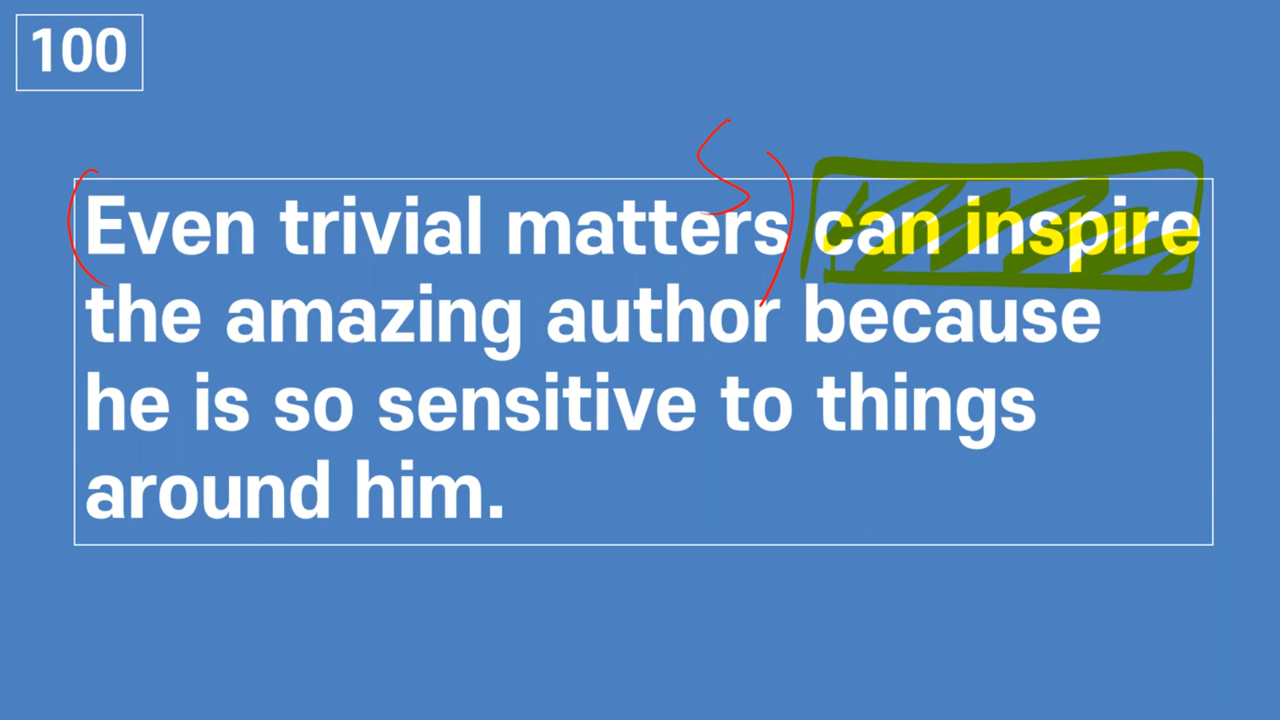 100
S
Even trivial matters can inspire
the amazing author because
he is so sensitive to things
around him.